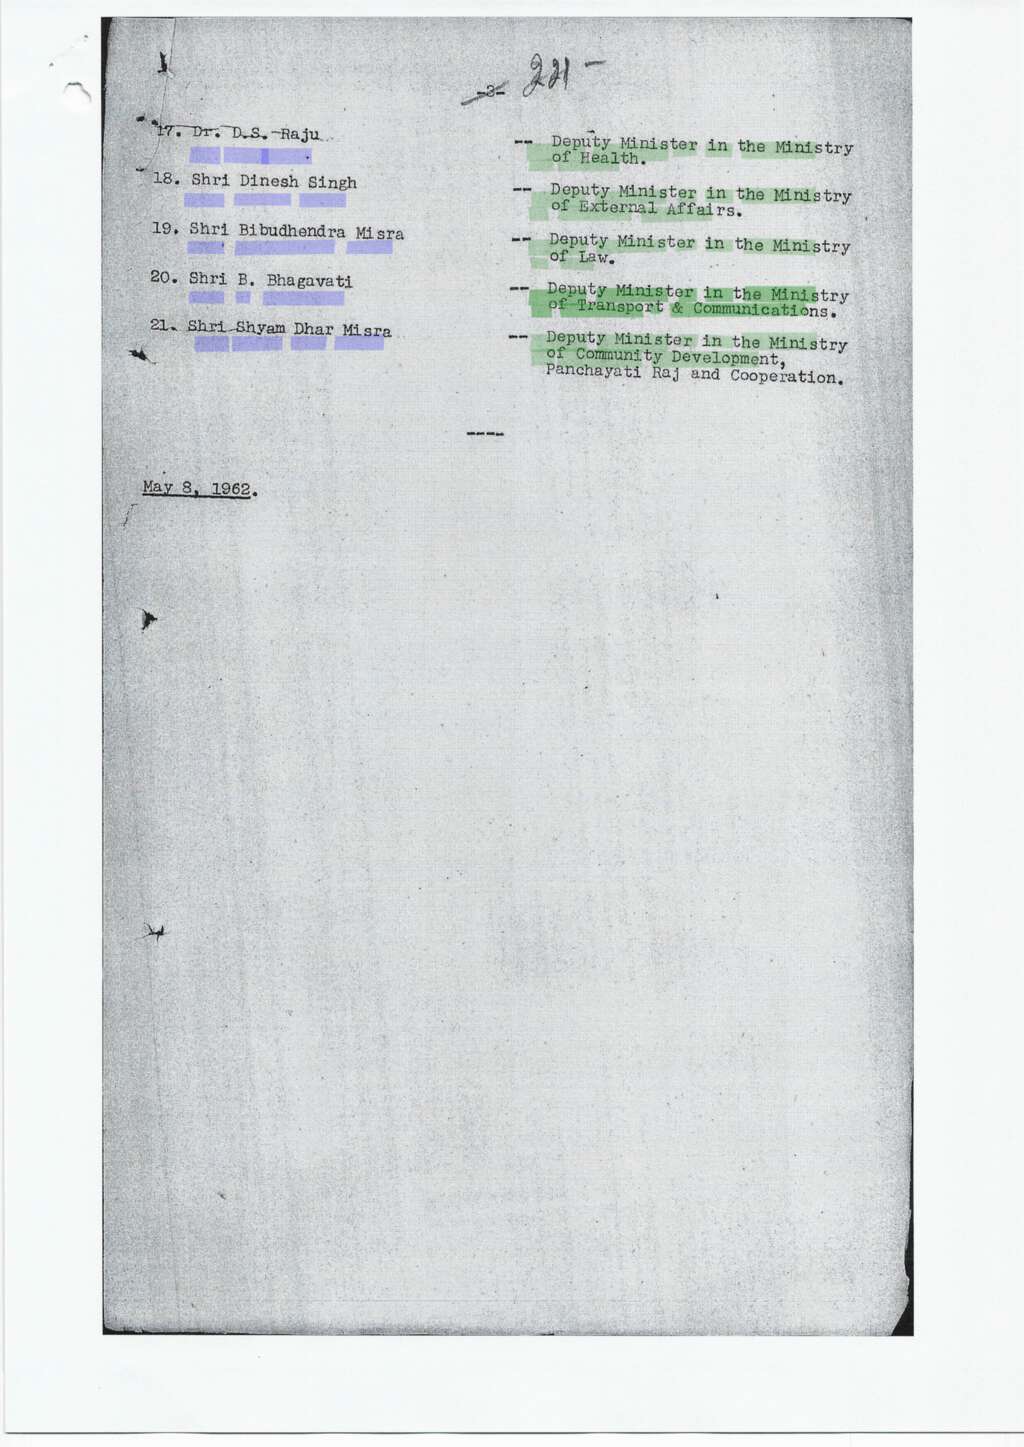 -3- 221-
17. Dr. D.S. Raju -- Deputy Minister in the Ministry
of Health.
18. Shri Dinesh Singh -- Deputy Minister in the Ministry
of External Affairs.
19. Shri Bibudhendra Misra -- Deputy Minister in the Ministry
of Law.
20. Shri B. Bhagavati -- Deputy Minister in the Ministry
of Transport & Communications.
21. Shri Shyam Dhar Misra -- Deputy Minister in the Ministry
of Community Development,
Panchayati Raj and Cooperation.
----
May 8, 1962.